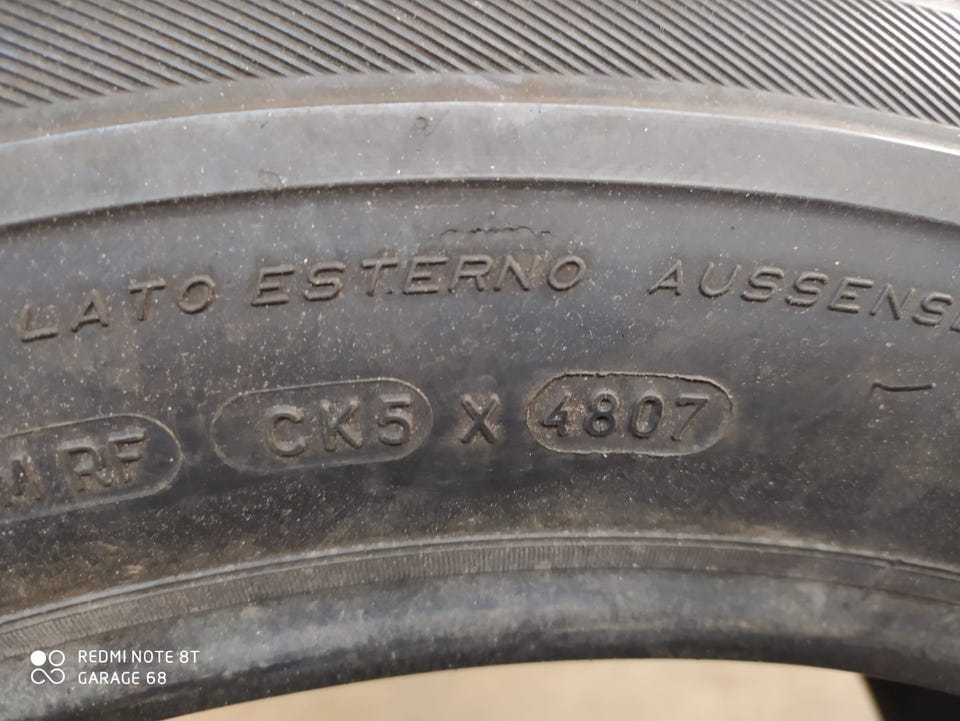 LATO ESTERNO AUSSENS
RF CK5 X 4807
REDMI NOTE 8T
GARAGE 68